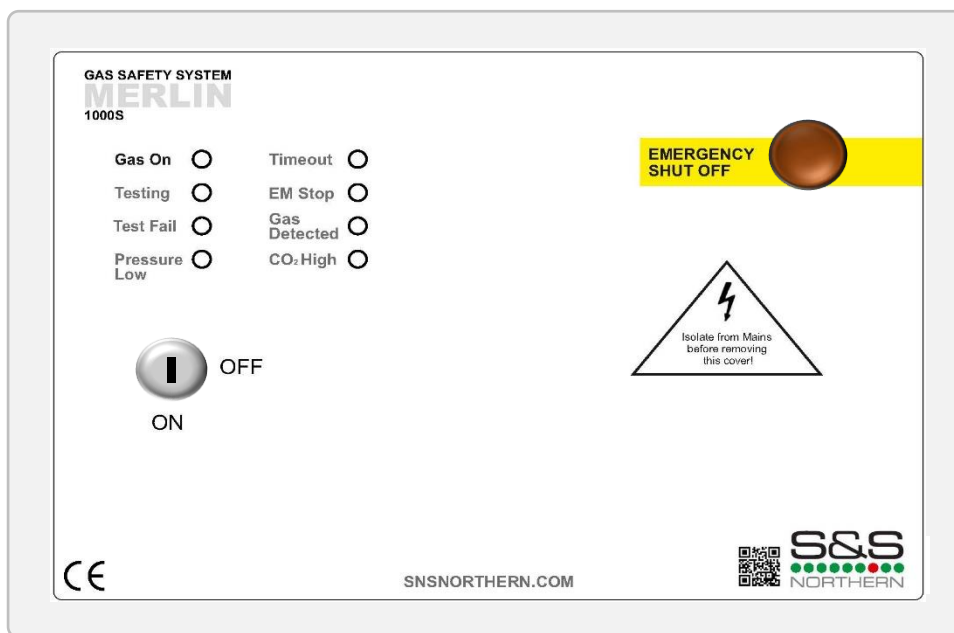 GAS SAFETY SYSTEM
MERLIN
1000S
Gas On
Timeout
Testing
EM Stop
Test Fail
Gas
Detected
Pressure
Low
CO₂ High
EMERGENCY
SHUT OFF
Isolate from Mains
before removing
this cover!
OFF
ON
CE
SNSNORTHERN.COM
S&S
NORTHERN